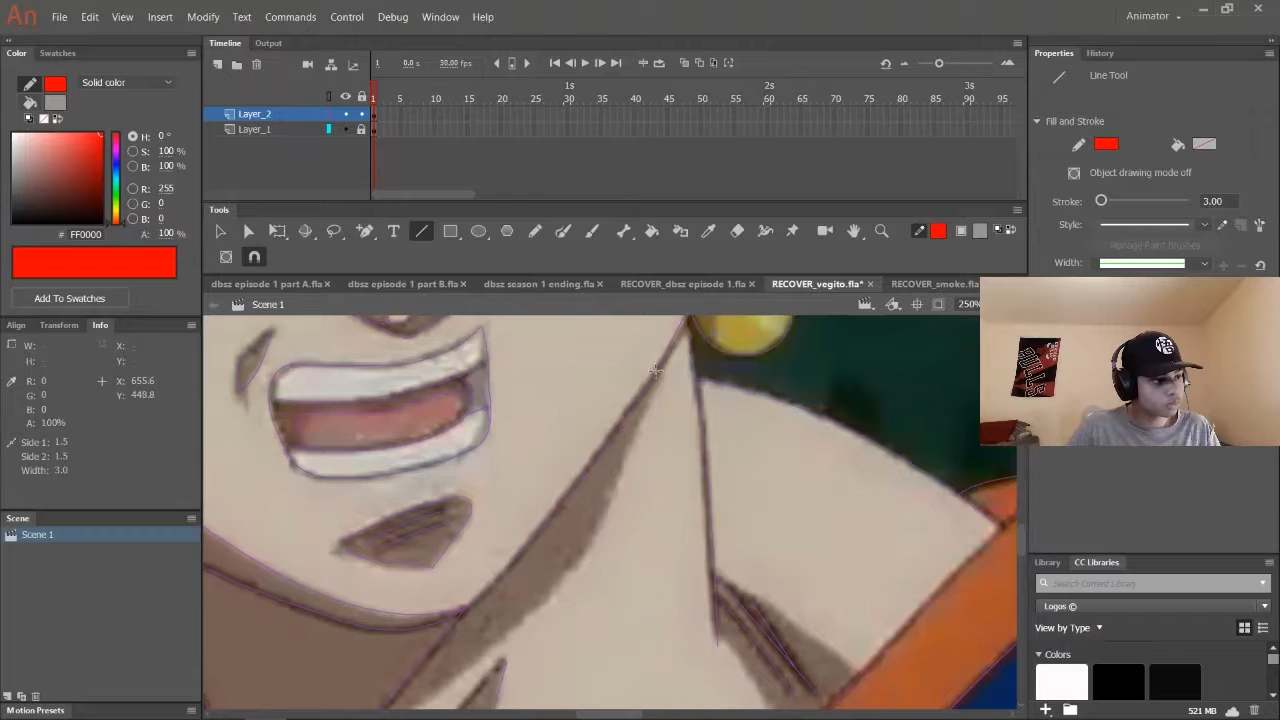 An File Edit View Insert Modify Text Commands Control Debug Window Help Animator
Color Swatches
Solid color
H: 0 °
S: 100 %
B: 100 %
R: 255
G: 0
B: 0
# FF0000 A: 100 %
Add To Swatches
Align Transform Info
W: - X: -
H: - Y: -
R: 0 X: 655.6
G: 0 Y: 448.8
B: 0
A: 100%
Side 1: 1.5
Side 2: 1.5
Width: 3.0
Scene
Scene 1
Motion Presets
Timeline Output
1 0.0 s 30.00 fps
1s 2s 3s
1 5 10 15 20 25 30 35 40 45 50 55 60 65 70 75 80 85 90 95
Layer_2
Layer_1
Tools
dbsz episode 1 part A.fla × dbsz episode 1 part B.fla × dbsz season 1 ending.fla × RECOVER_dbsz episode 1.fla × RECOVER_vegito.fla* × RECOVER_smoke.fla
Scene 1 250%
Properties History
Line Tool
Fill and Stroke
Object drawing mode off
Stroke: 3.00
Style:
Manage Paint Brushes
Width:
BULLS
Library CC Libraries
Search Current Library
Logos ©
View by Type
Colors
521 MB